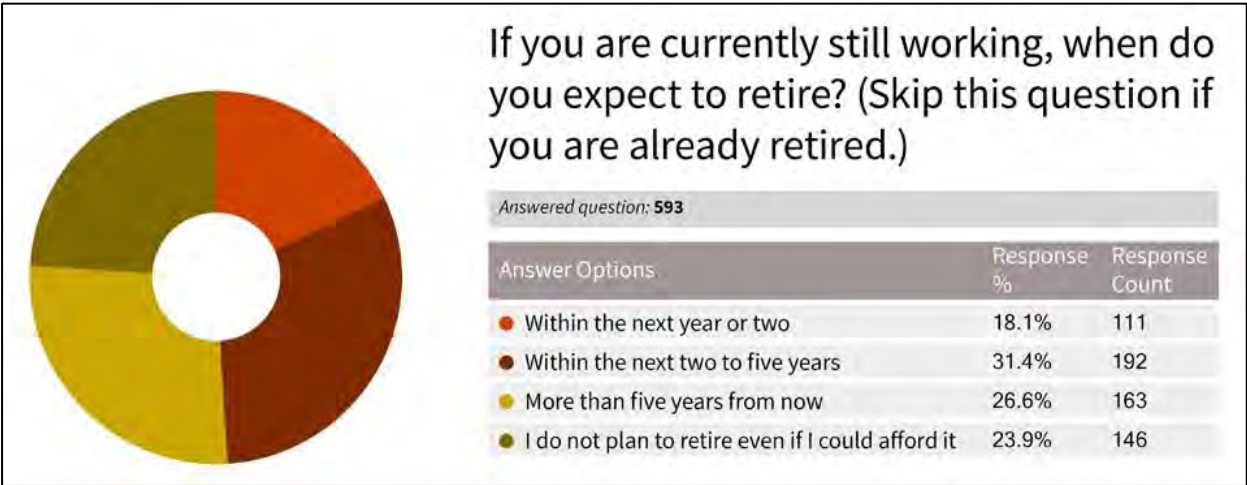 If you are currently still working, when do
you expect to retire? (Skip this question if
you are already retired.)
Answered question: 593
Answer Options Response % Response Count
Within the next year or two 18.1% 111
Within the next two to five years 31.4% 192
More than five years from now 26.6% 163
I do not plan to retire even if I could afford it 23.9% 146